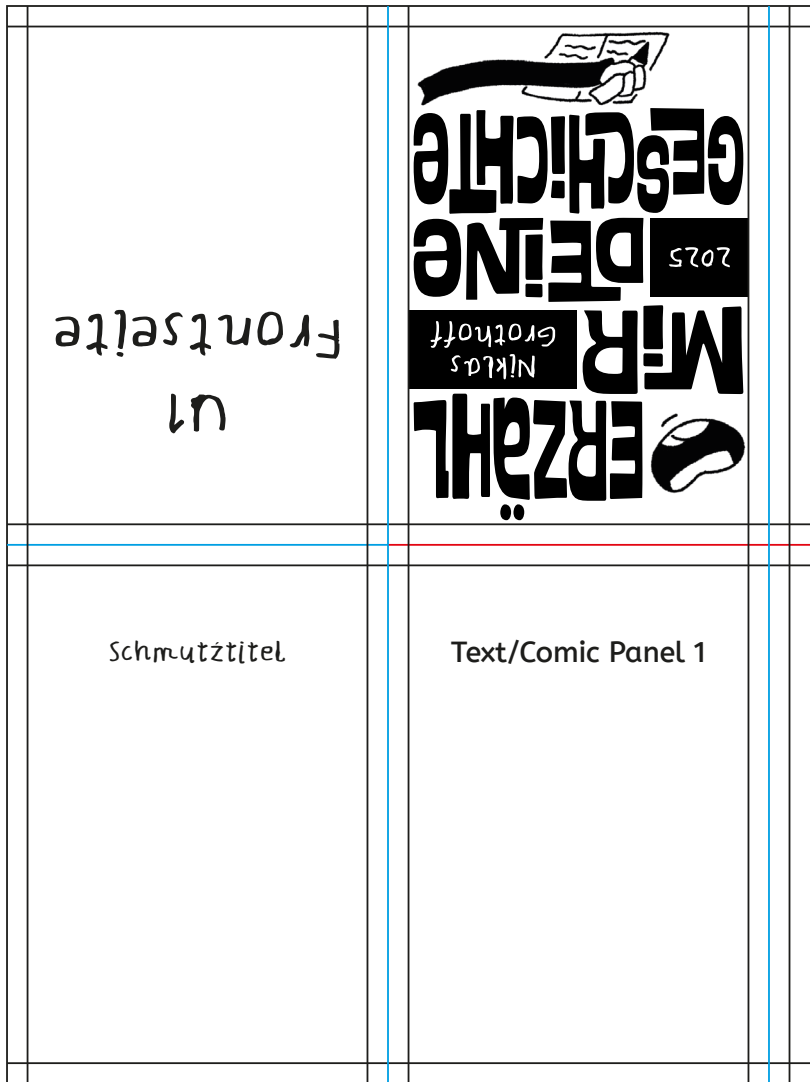 U1
Frontseite
ERZäHL
MiR
Niklas
Grothoff
2025
DEiNe
GESCHiCHTe
Schmutztitel
Text/Comic Panel 1